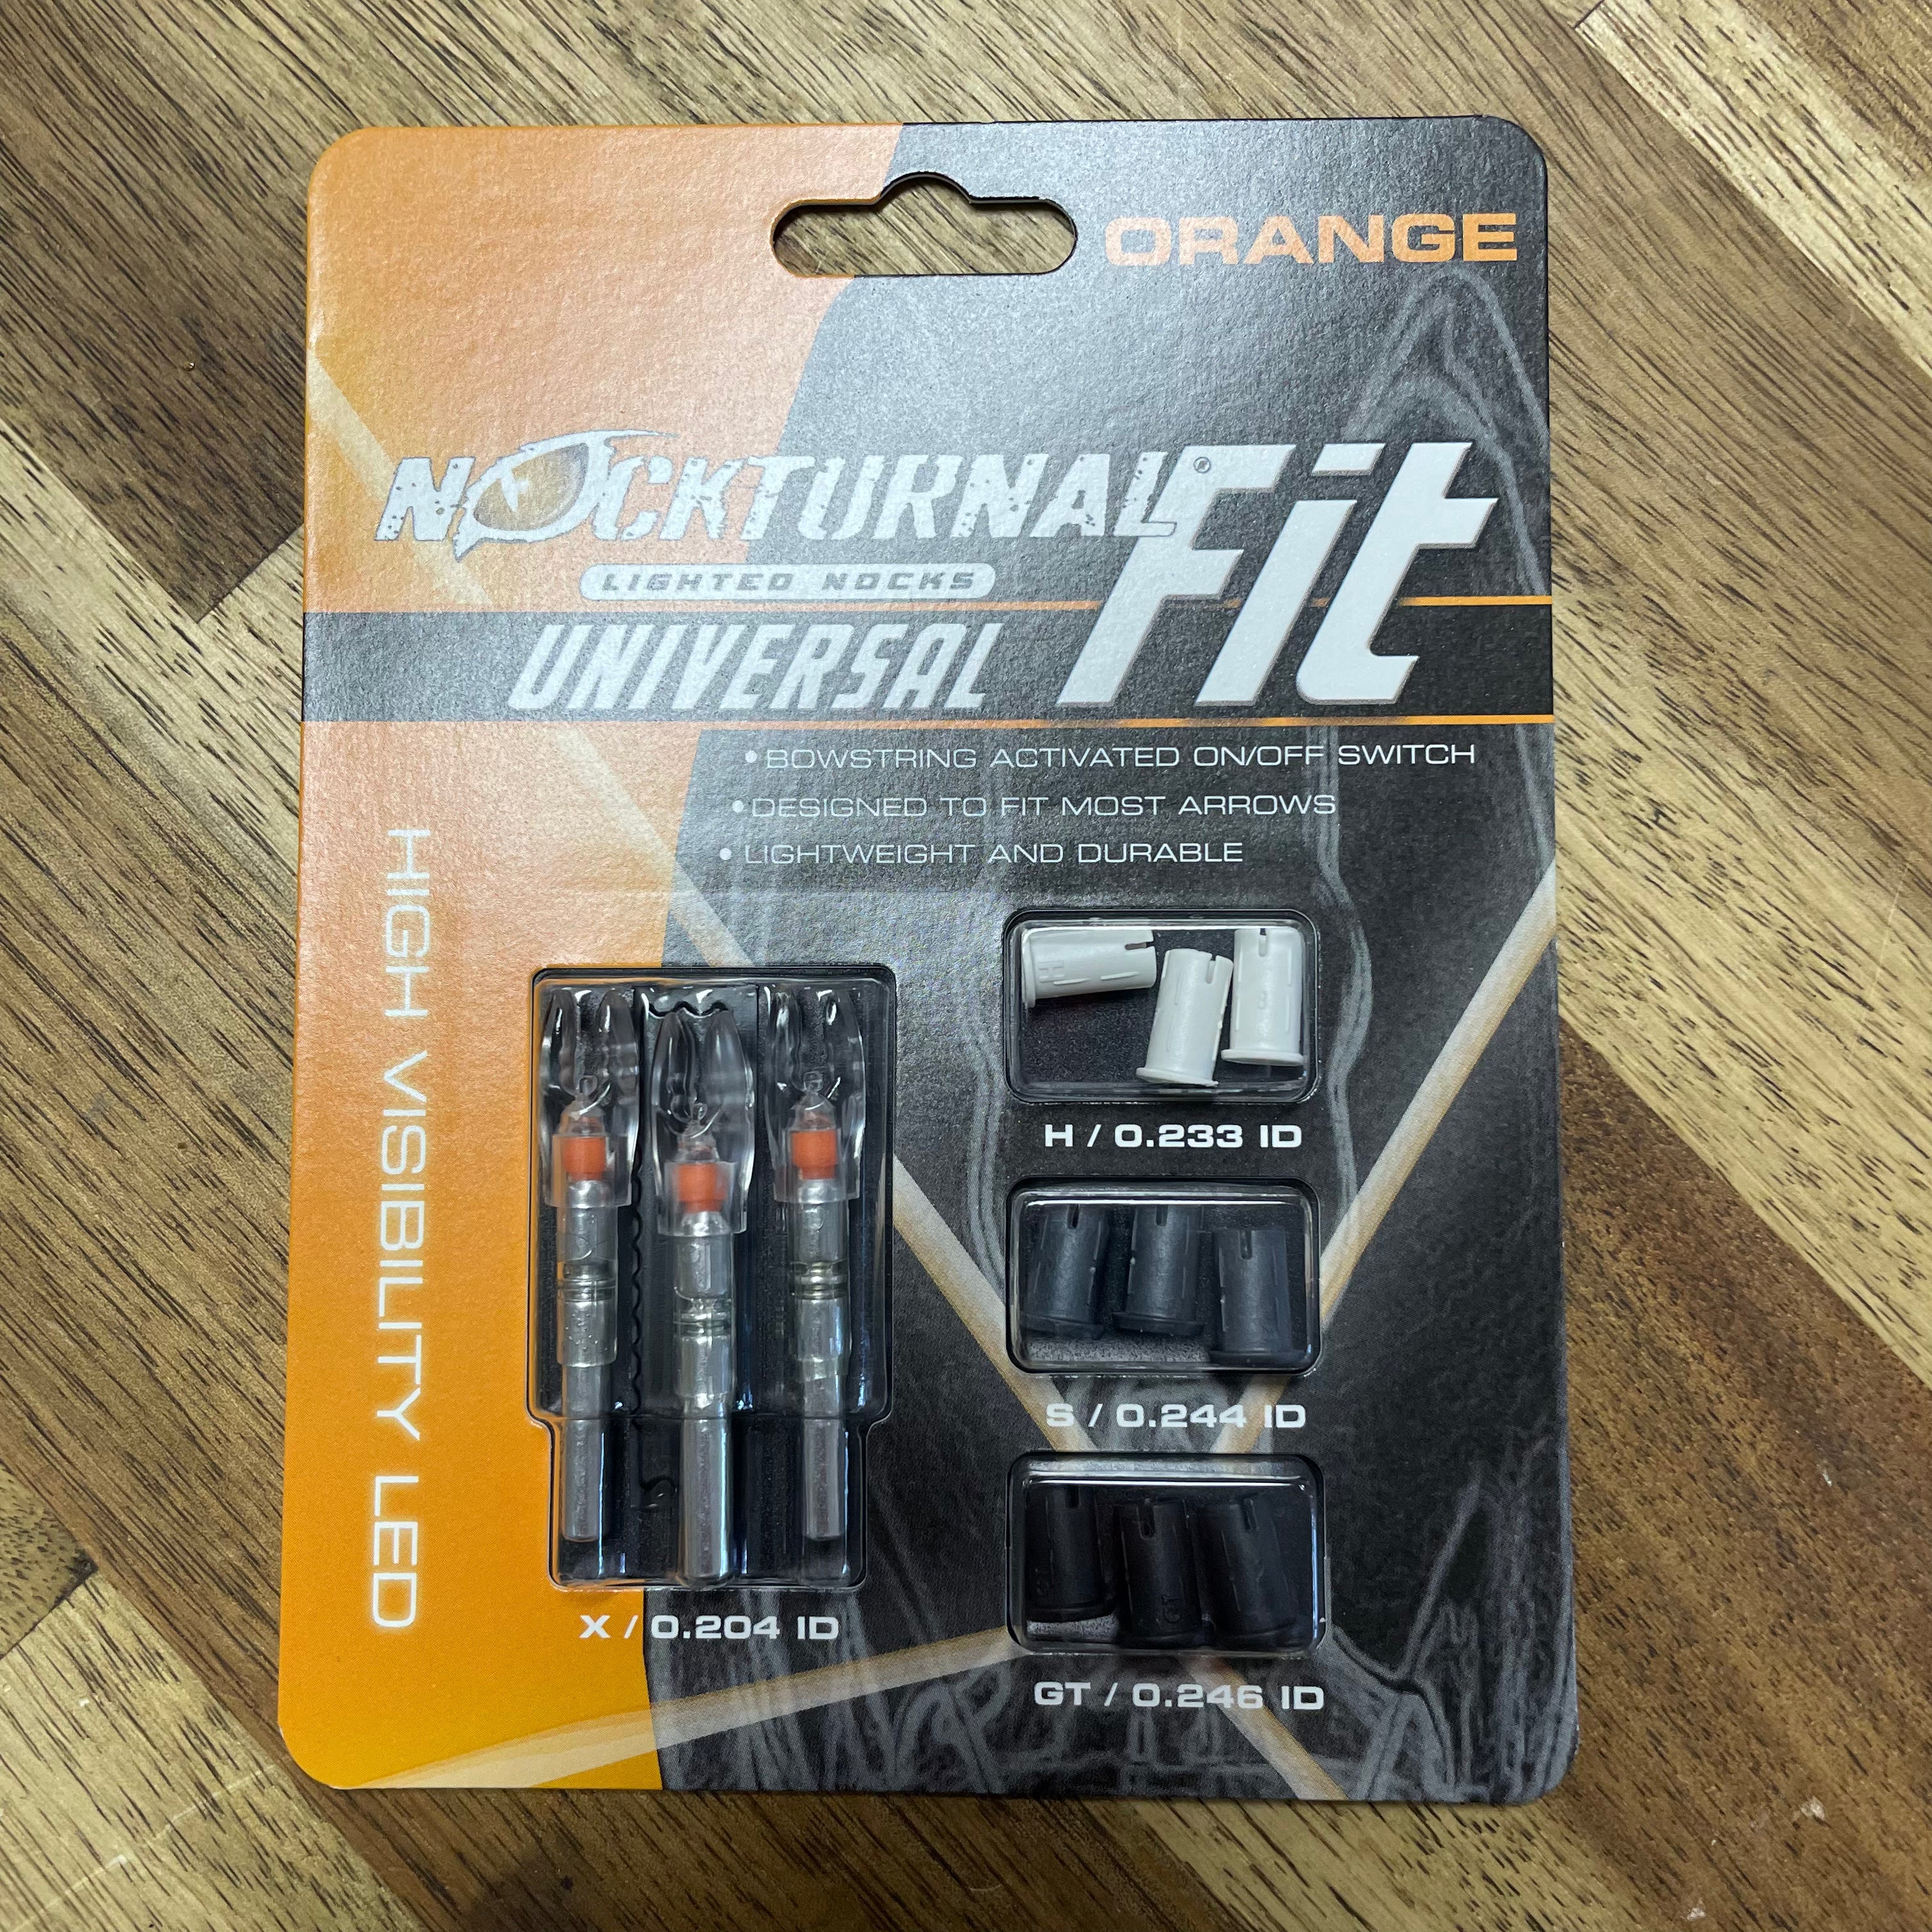 ORANGE
NOCKTURNAL® Fit
LIGHTED NOCKS
UNIVERSAL
• BOWSTRING ACTIVATED ON/OFF SWITCH
• DESIGNED TO FIT MOST ARROWS
• LIGHTWEIGHT AND DURABLE
HIGH VISIBILITY LED
H / 0.233 ID
S / 0.244 ID
X / 0.204 ID
GT / 0.246 ID